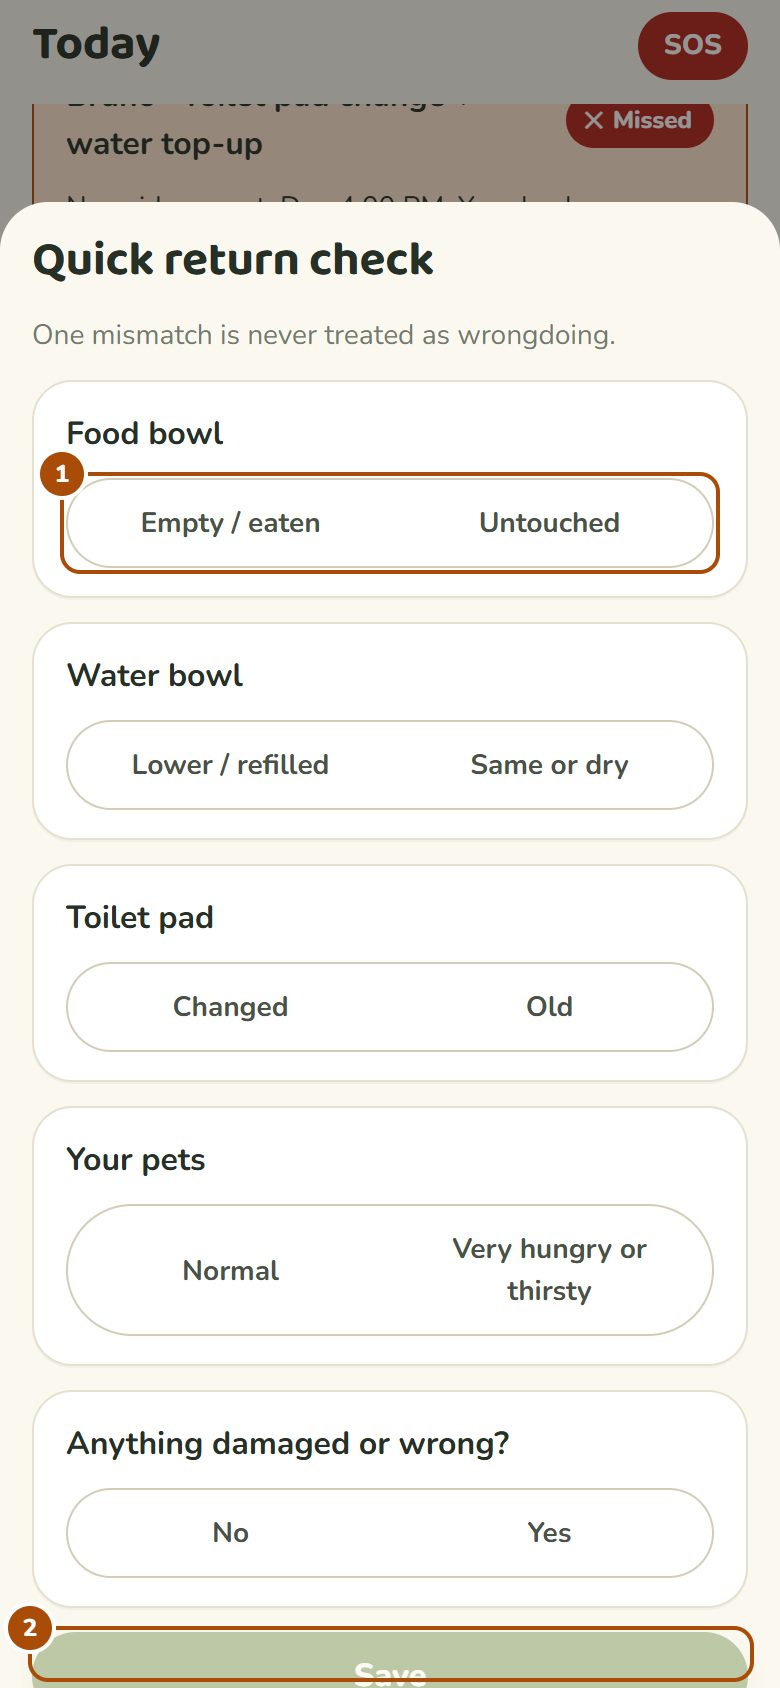 Today
SOS
water top-up
Missed
Quick return check
One mismatch is never treated as wrongdoing.
Food bowl
1
Empty / eaten
Untouched
Water bowl
Lower / refilled
Same or dry
Toilet pad
Changed
Old
Your pets
Normal
Very hungry or
thirsty
Anything damaged or wrong?
No
Yes
2
Save